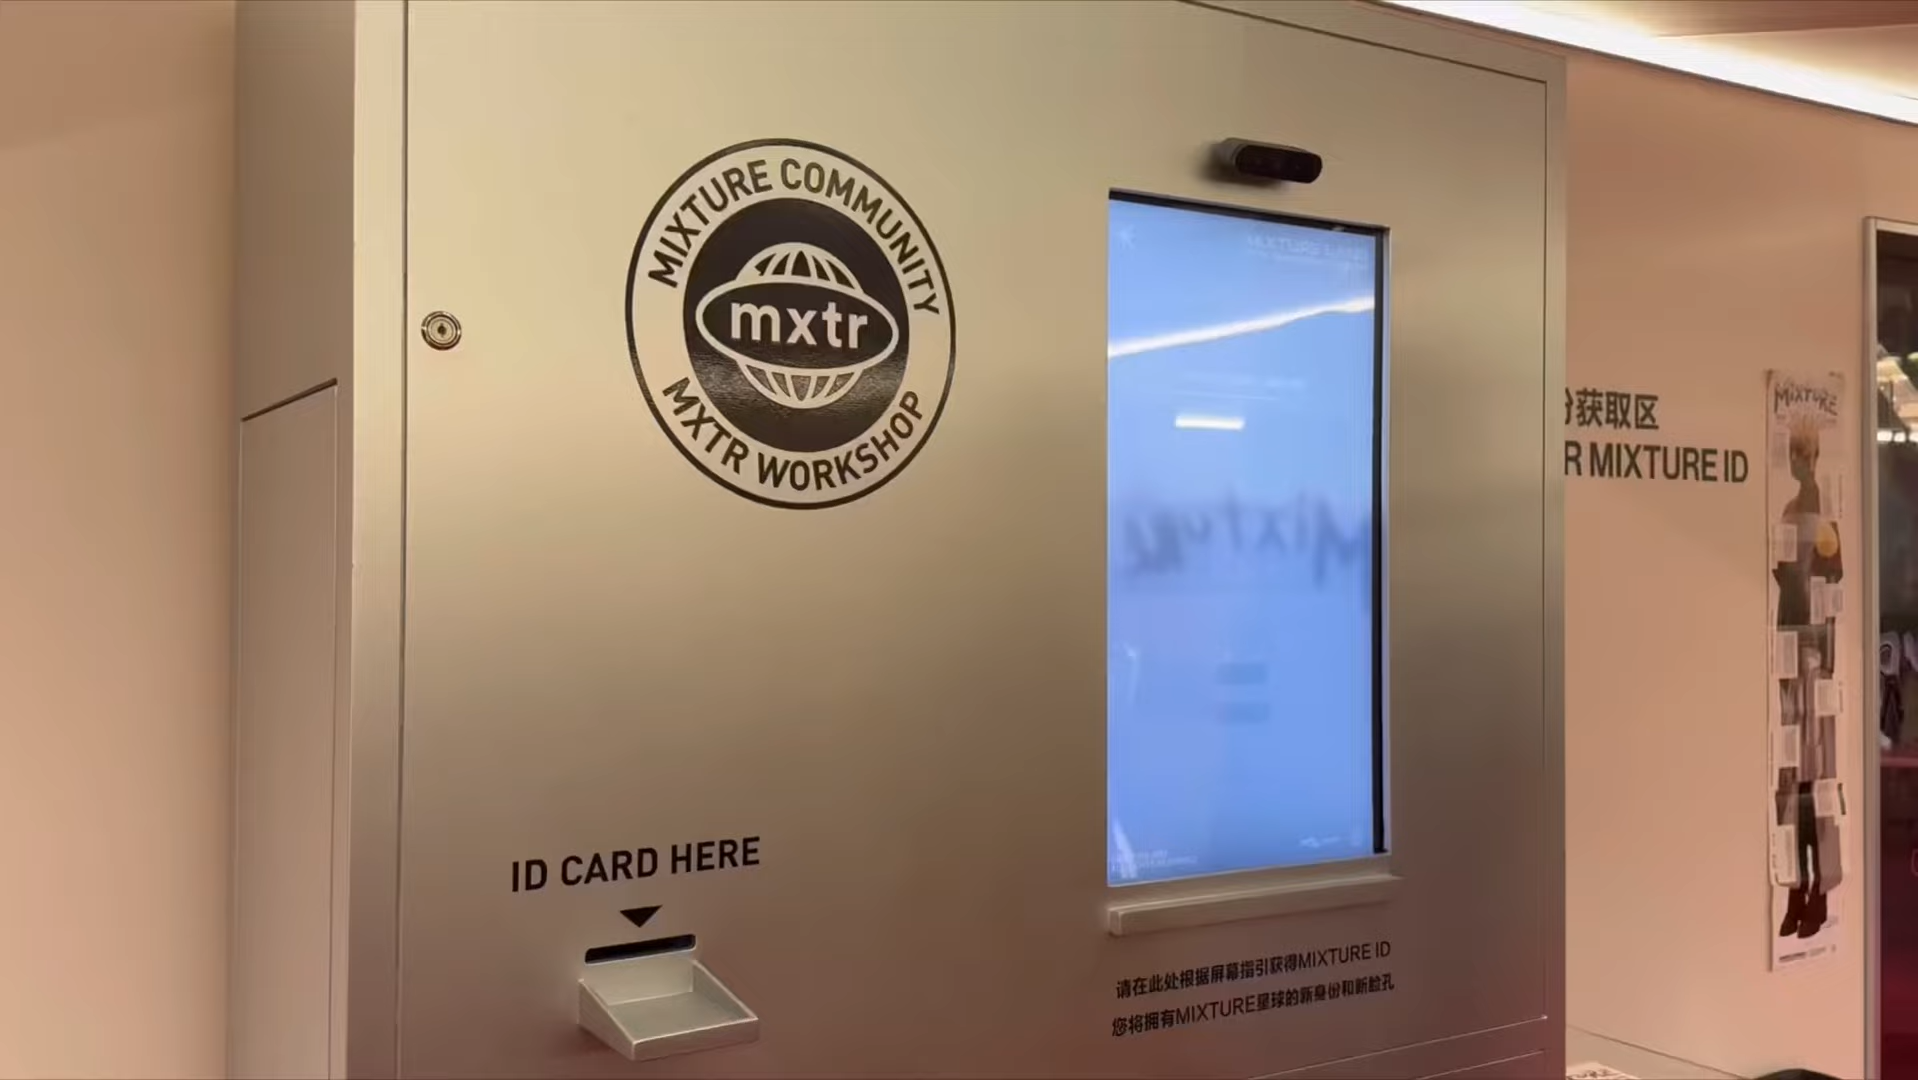 MIXTURE COMMUNITY
mxtr
MXTR WORKSHOP
ID CARD HERE
Mixture
请在此处根据屏幕指引获得MIXTURE ID
您将拥有MIXTURE星球的新身份和新脸孔
获取区
R MIXTURE ID
MIXTURE